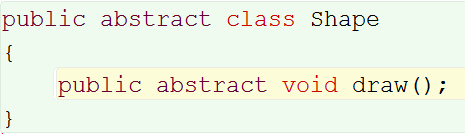 public abstract class Shape
{
public abstract void draw();
}